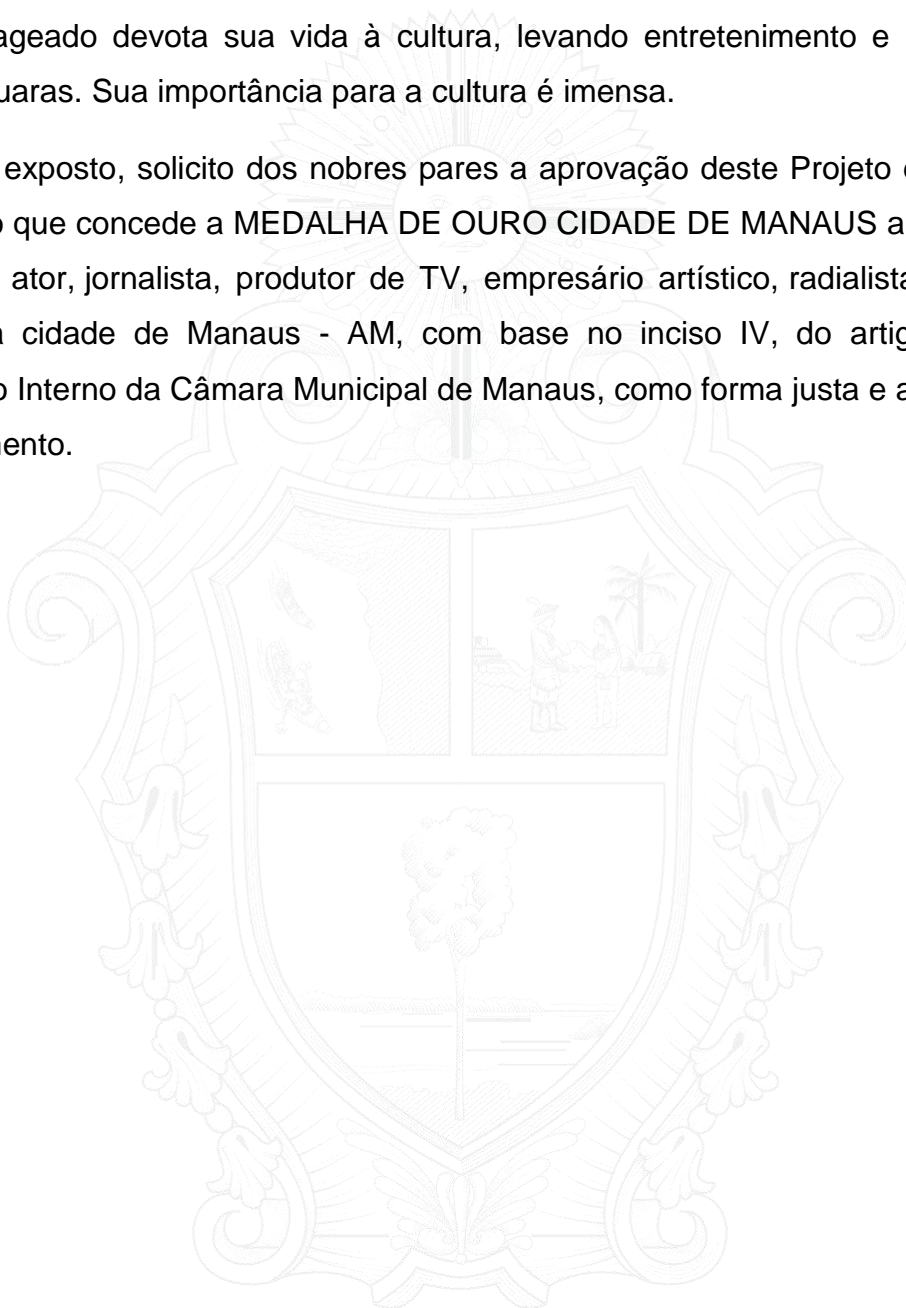 ageado devota sua vida à cultura, levando entretenimento e
uaras. Sua importância para a cultura é imensa.
exposto, solicito dos nobres pares a aprovação deste Projeto
o que concede a MEDALHA DE OURO CIDADE DE MANAUS a
ator, jornalista, produtor de TV, empresário artístico, radialista
cidade de Manaus - AM, com base no inciso IV, do artig
o Interno da Câmara Municipal de Manaus, como forma justa e a
ento.